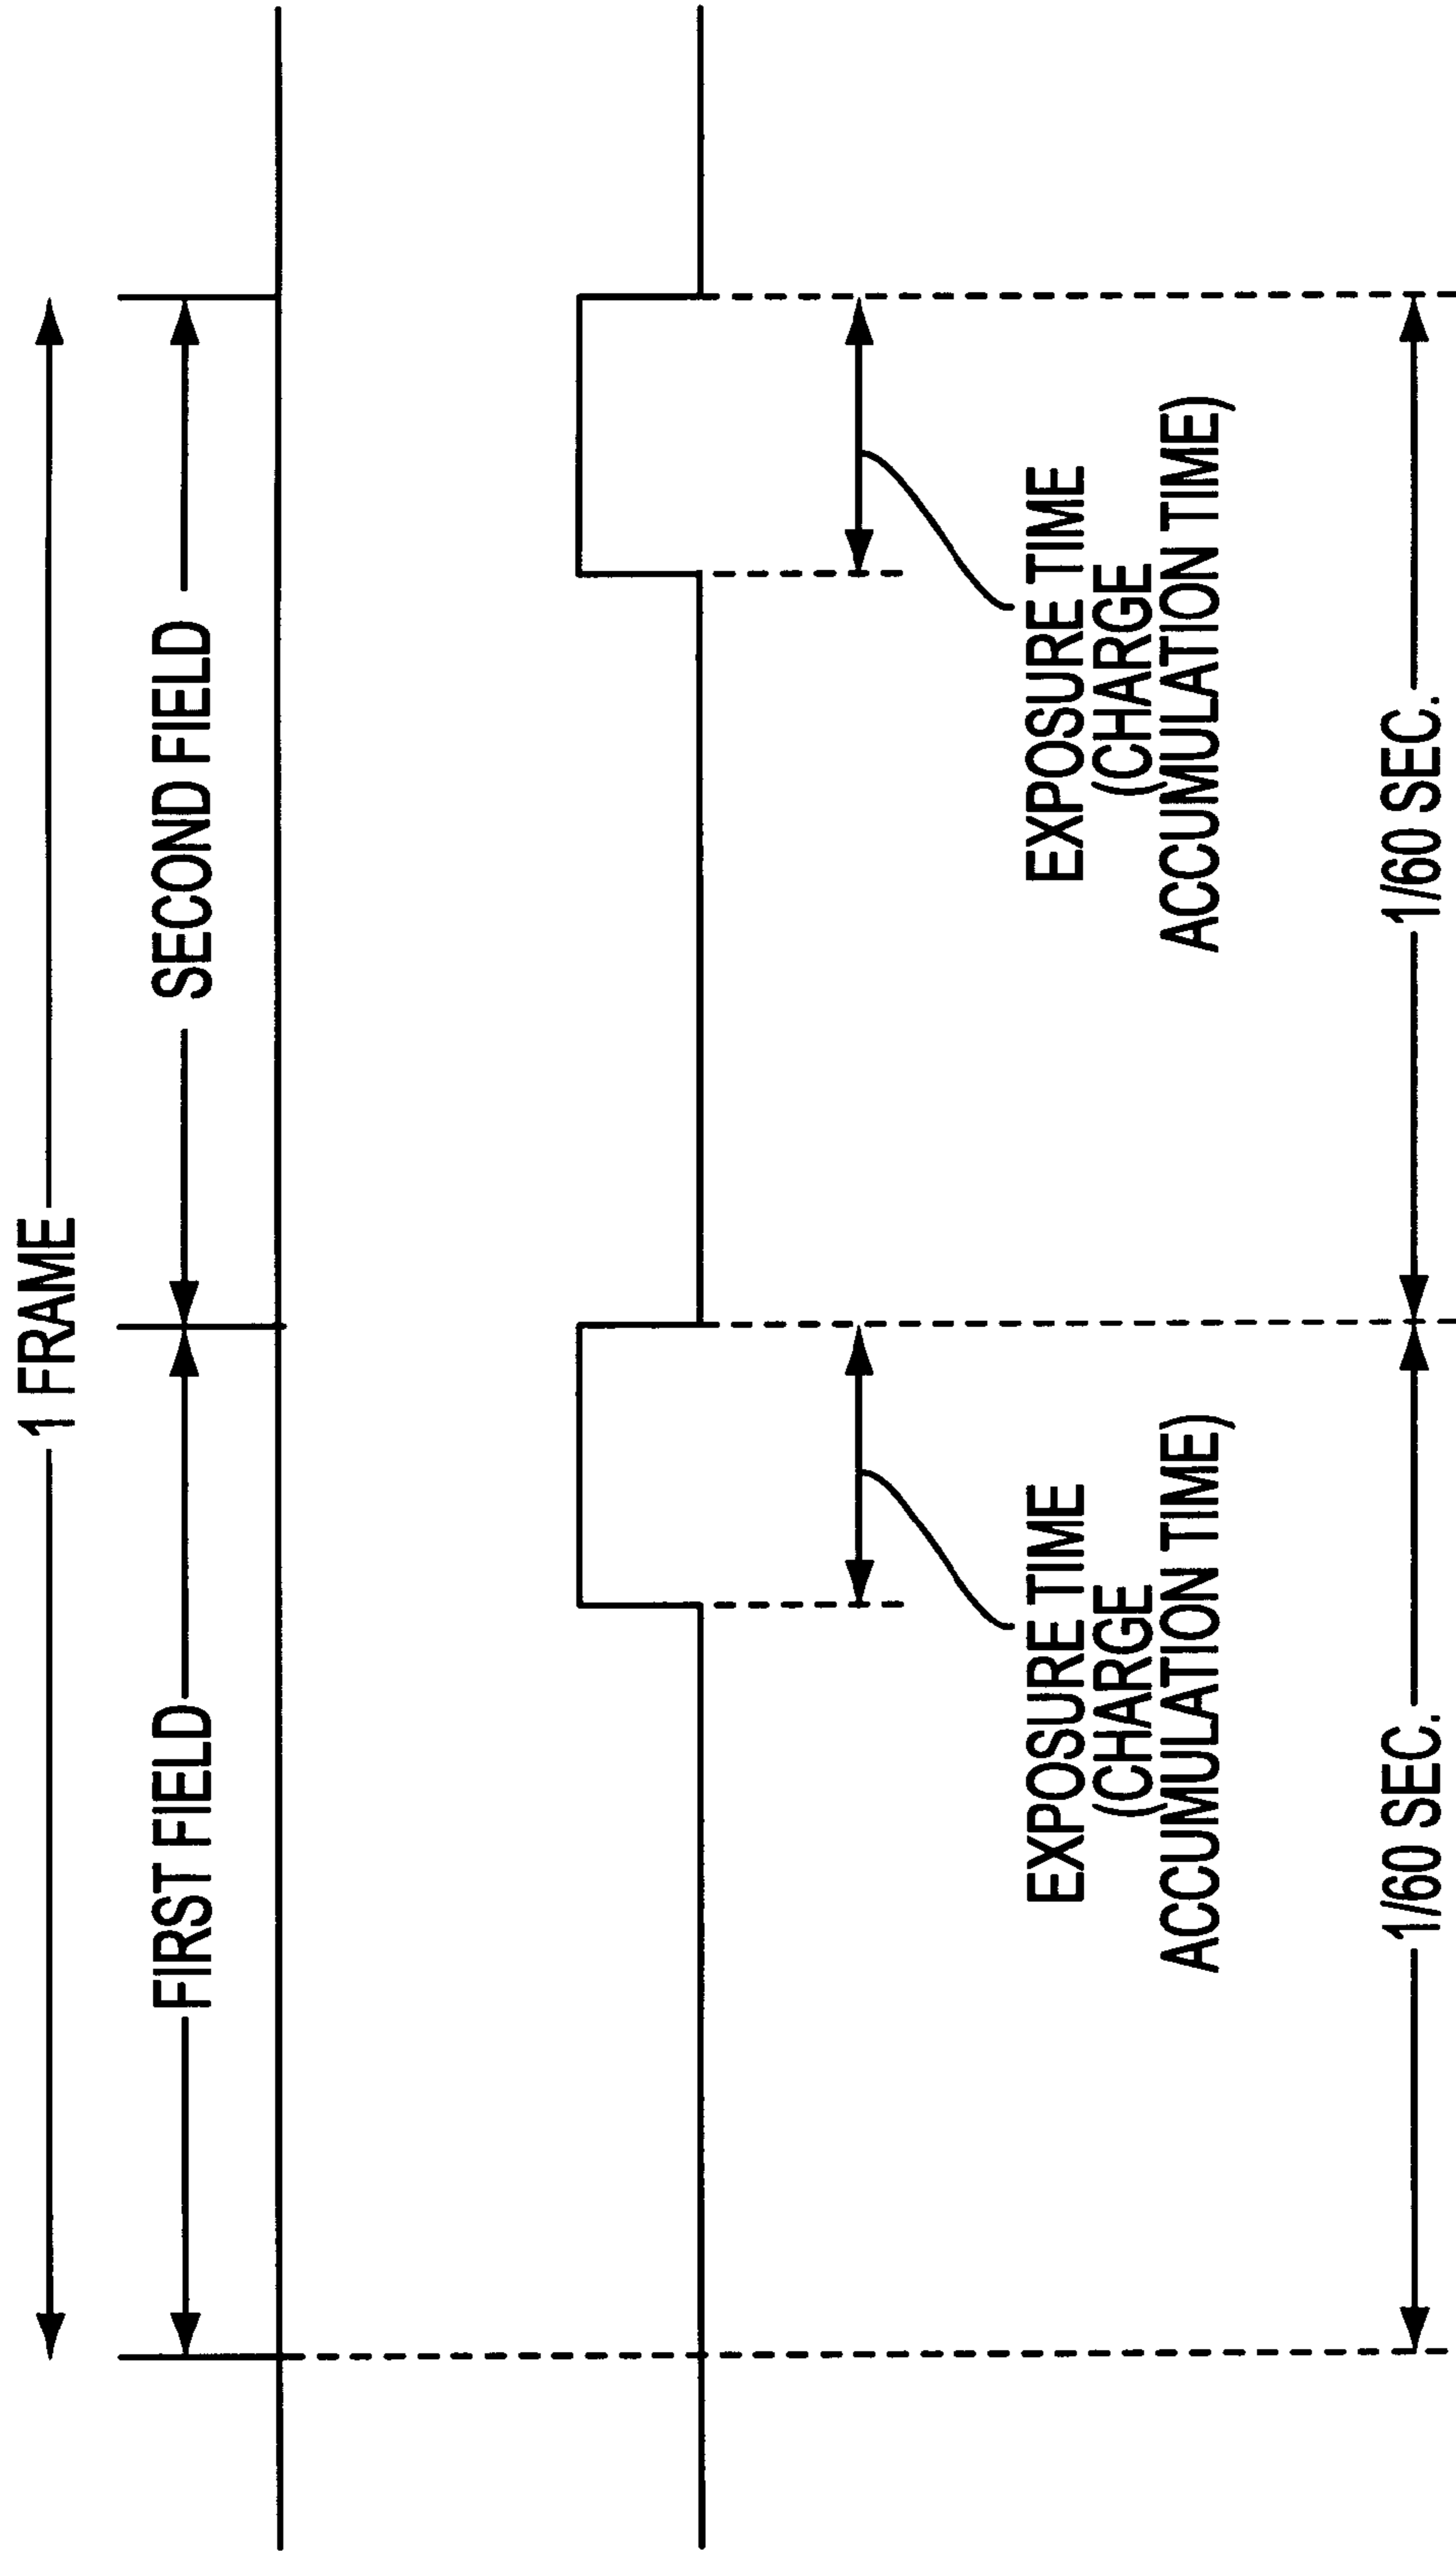 1 FRAME
FIRST FIELD
SECOND FIELD
EXPOSURE TIME
(CHARGE
ACCUMULATION TIME)
EXPOSURE TIME
(CHARGE
ACCUMULATION TIME)
1/60 SEC.
1/60 SEC.